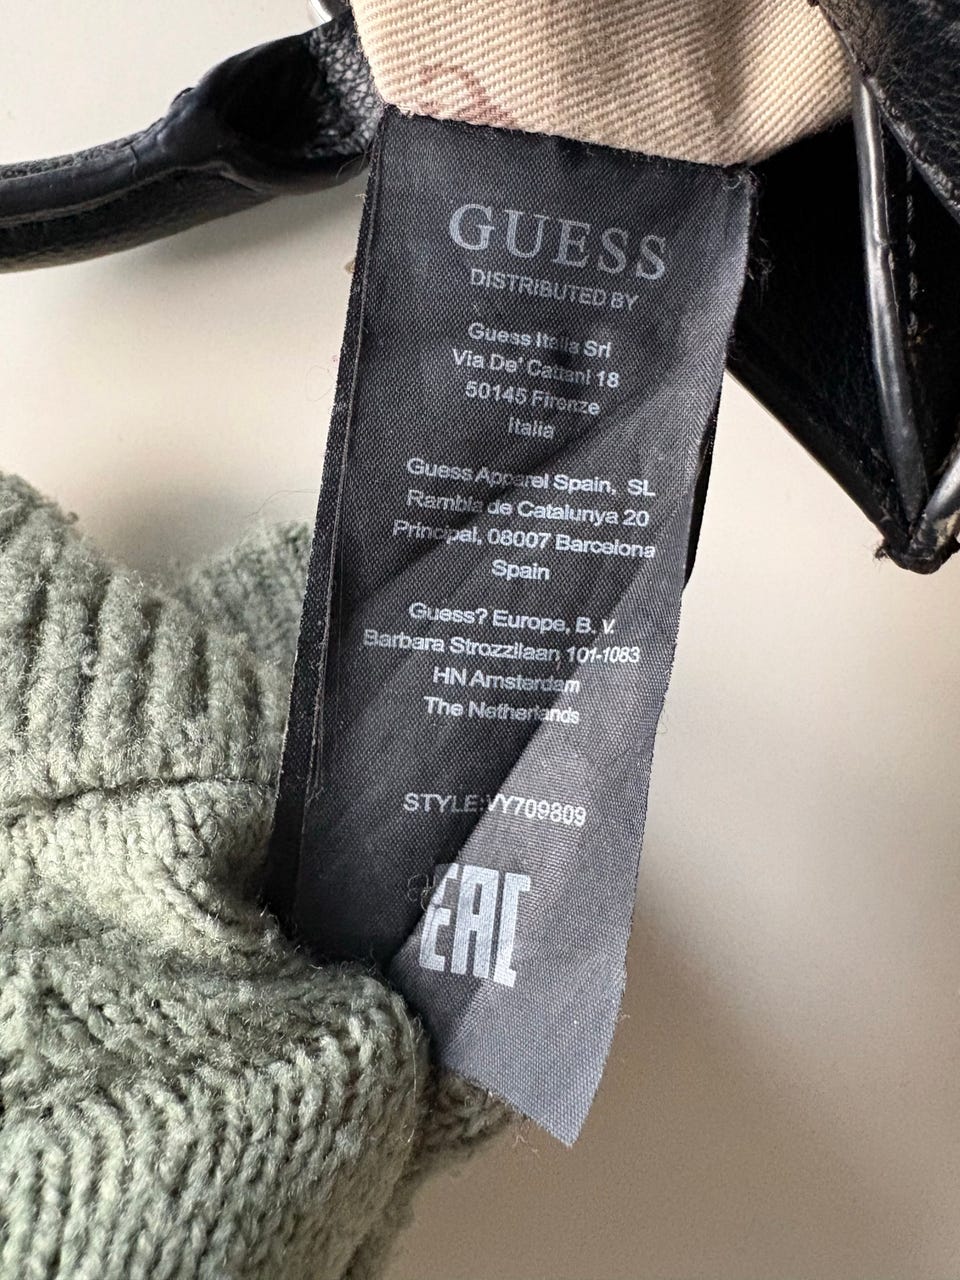 GUESS
DISTRIBUTED BY
Guess Italia Srl
Via De' Cattani 18
50145 Firenze
Italia
Guess Apparel Spain, SL
Rambla de Catalunya 20
Principal, 08007 Barcelona
Spain
Guess? Europe, B. V.
Barbara Strozzilaan 101-1083
HN Amsterdam
The Netherlands
STYLE:VY709809
EAC